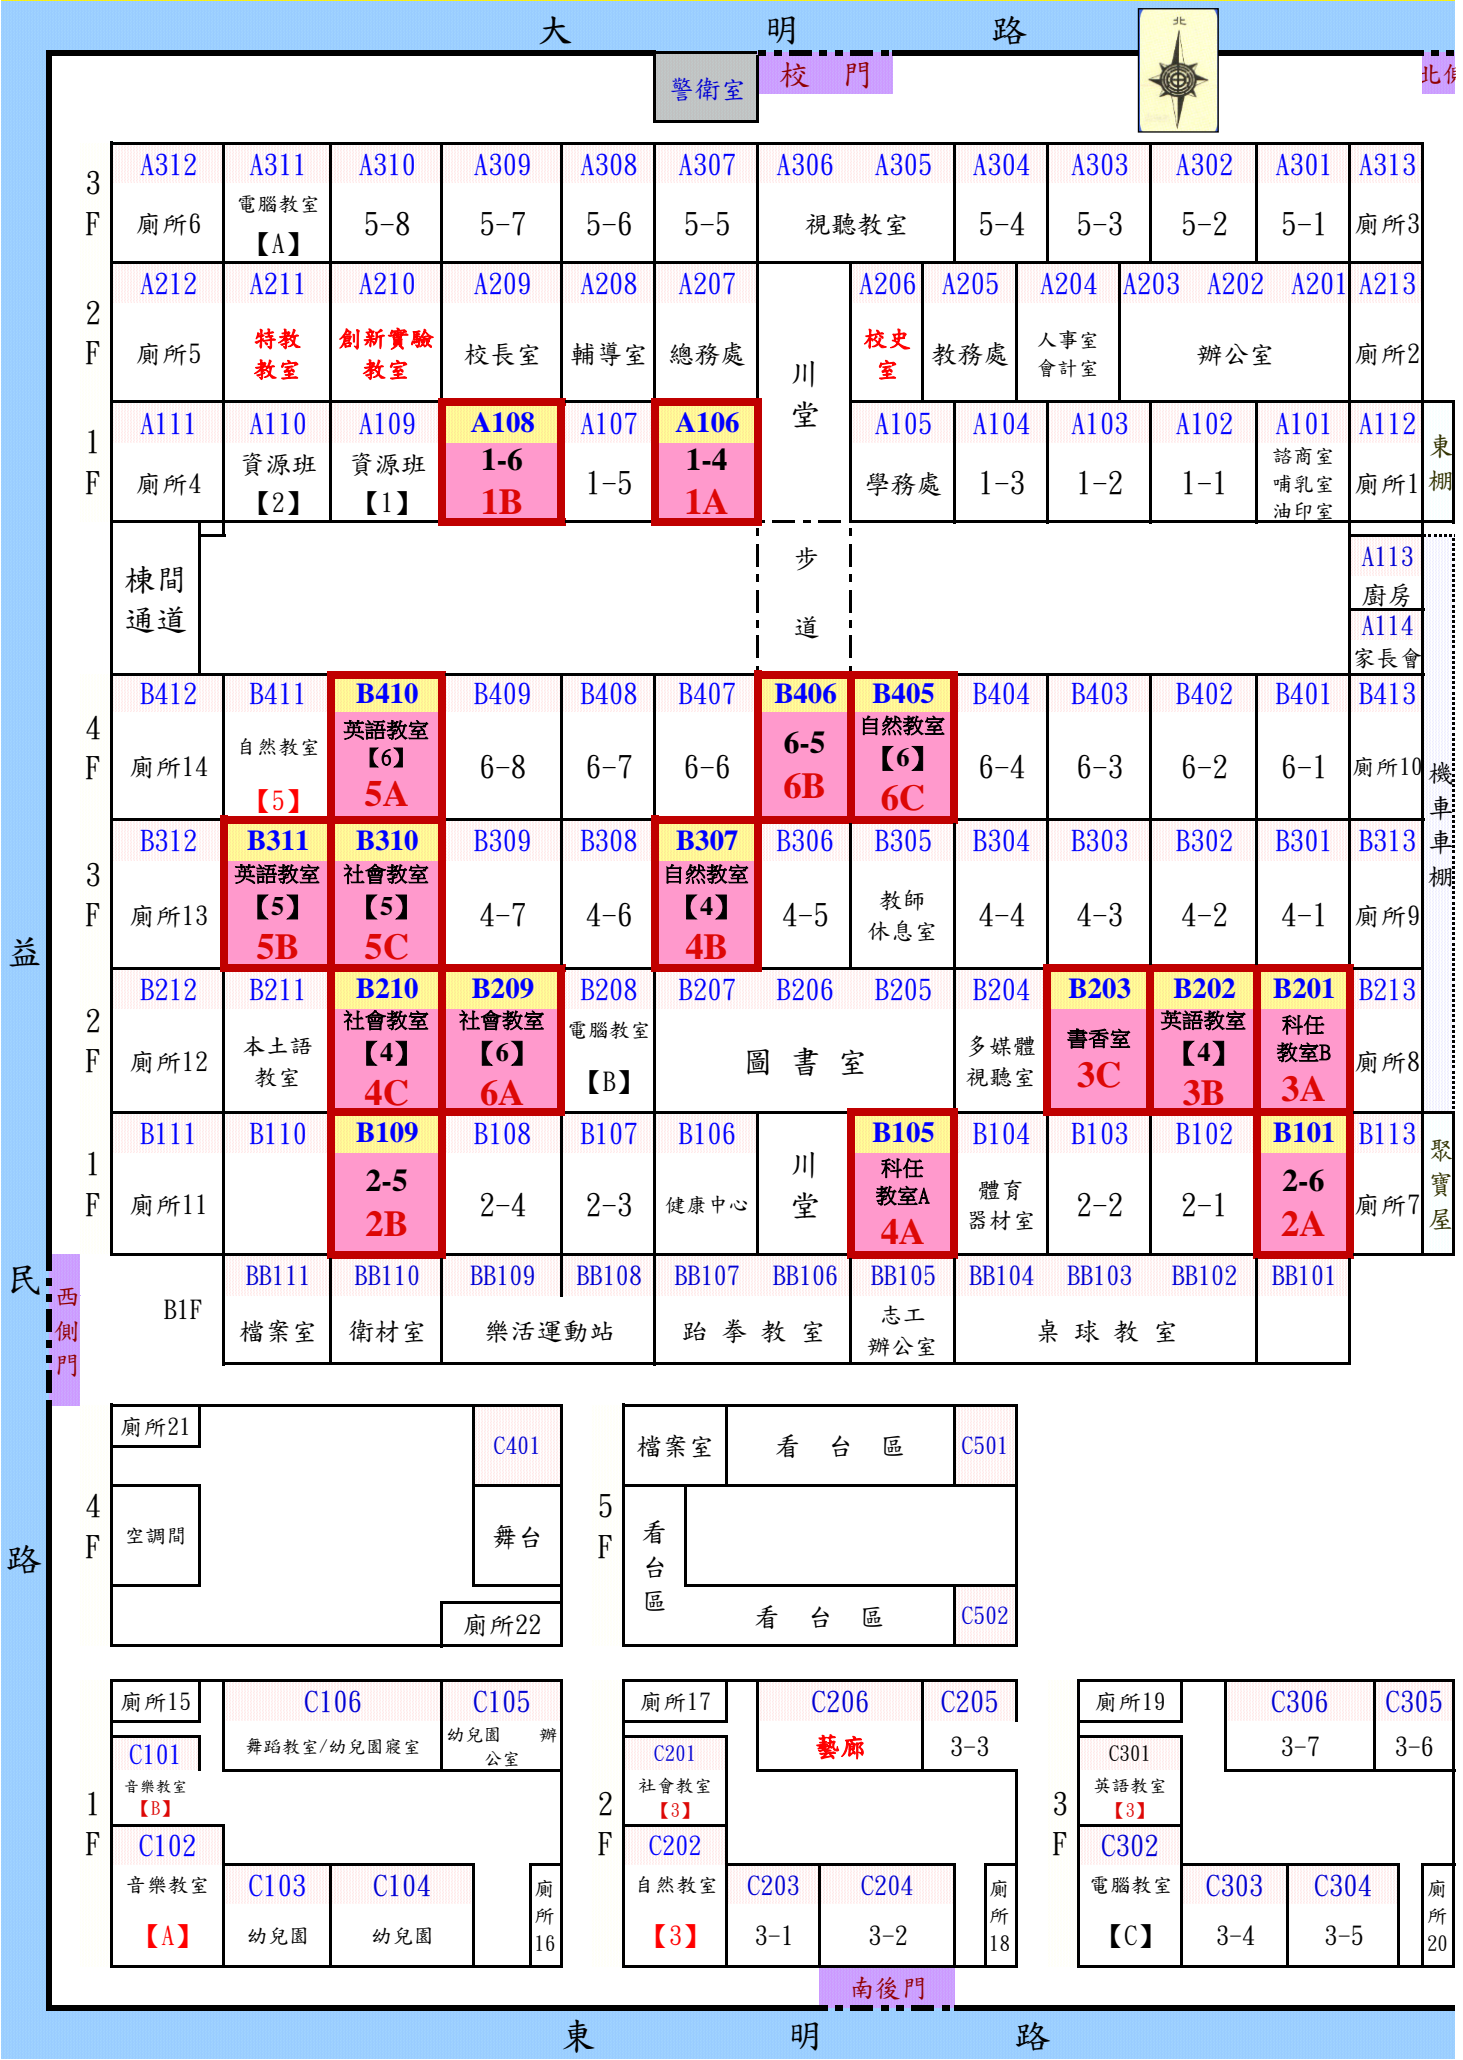 大 明 路
北
警衛室
校 門
北
3F
A312 A311 A310 A309 A308 A307 A306 A305 A304 A303 A302 A301 A313
廁所6 電腦教室【A】 5-8 5-7 5-6 5-5 視聽教室 5-4 5-3 5-2 5-1 廁所3
2F
A212 A211 A210 A209 A208 A207 川堂 A206 A205 A204 A203 A202 A201 A213
廁所5 特教教室 創新實驗教室 校長室 輔導室 總務處 校史室 教務處 人事室會計室 辦公室 廁所2
1F
A111 A110 A109 A108 A107 A106 A105 A104 A103 A102 A101 A112
廁所4 資源班【2】 資源班【1】 1-6 1B 1-5 1-4 1A 學務處 1-3 1-2 1-1 諮商室哺乳室油印室 廁所1
東棚
棟間通道
步道
A113
廚房
A114
家長會
4F
B412 B411 B410 B409 B408 B407 B406 B405 B404 B403 B402 B401 B413
廁所14 自然教室【5】 英語教室【6】5A 6-8 6-7 6-6 6-5 6B 自然教室【6】6C 6-4 6-3 6-2 6-1 廁所10
機車車棚
3F
B312 B311 B310 B309 B308 B307 B306 B305 B304 B303 B302 B301 B313
廁所13 英語教室【5】5B 社會教室【5】5C 4-7 4-6 自然教室【4】4B 4-5 教師休息室 4-4 4-3 4-2 4-1 廁所9
2F
B212 B211 B210 B209 B208 B207 B206 B205 B204 B203 B202 B201 B213
廁所12 本土語教室 社會教室【4】4C 社會教室【6】6A 電腦教室【B】 圖書室 多媒體視聽室 書香室 3C 英語教室【4】3B 科任教室B 3A 廁所8
1F
B111 B110 B109 B108 B107 B106 川堂 B105 B104 B103 B102 B101 B113
廁所11 2-5 2B 2-4 2-3 健康中心 科任教室A 4A 體育器材室 2-2 2-1 2-6 2A 廁所7
聚寶屋
B1F
BB111 BB110 BB109 BB108 BB107 BB106 BB105 BB104 BB103 BB102 BB101
檔案室 衛材室 樂活運動站 跆拳教室 志工辦公室 桌球教室
益民路
西側門
4F
廁所21
C401
空調間
舞台
廁所22
5F
檔案室 看台區 C501
看台區
看台區 C502
1F
廁所15 C106 C105
舞蹈教室/幼兒園寢室 幼兒園 辦公室
C101
音樂教室
【B】
C102
音樂教室
【A】
C103 C104
幼兒園 幼兒園
廁所16
2F
廁所17 C206 C205
藝廊 3-3
C201
社會教室
【3】
C202
自然教室
【3】
C203 C204
3-1 3-2
廁所18
3F
廁所19 C306 C305
3-7 3-6
C301
英語教室
【3】
C302
電腦教室
【C】
C303 C304
3-4 3-5
廁所20
南後門
東 明 路